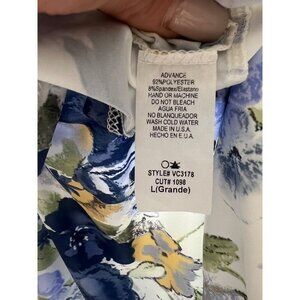 ADVANCE
92%POLYESTER
8%Spandex/Elastano
HAND OR MACHINE
DO NOT BLEACH
AGUA FRIA
NO BLANQUEADOR
WASH COLD WATER
MADE IN U.S.A.
HECHO EN E.U.A.
STYLE# VC3178
CUT# 1098
L(Grande)